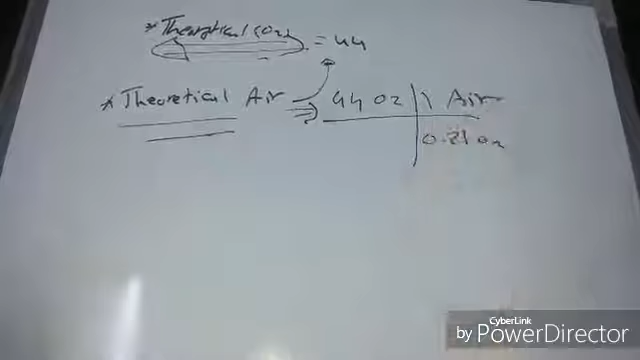 * Theoretical (O2) = 44
* Theoretical Air ⇒ 44 O2 | 1 Air
0.21 O2
CyberLink
by PowerDirector